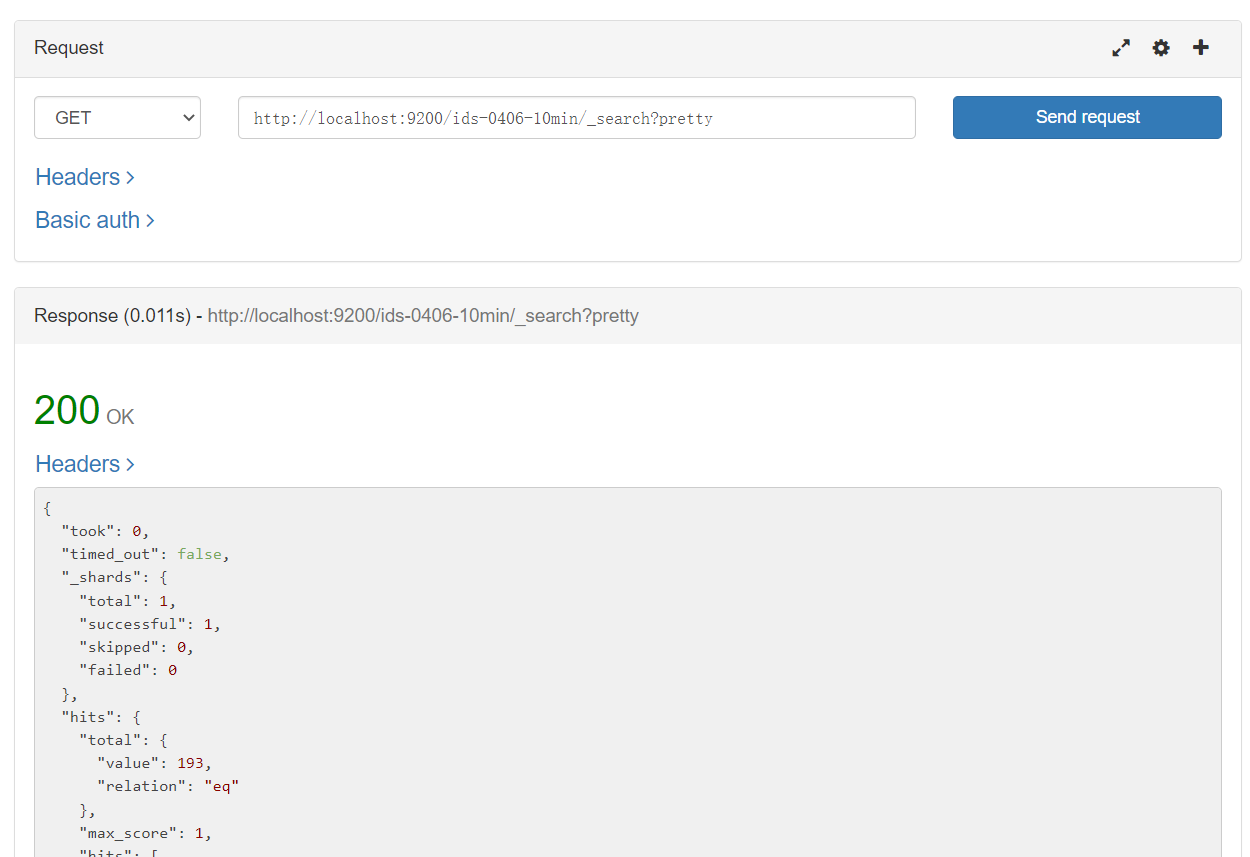 Request
GET http://localhost:9200/ids-0406-10min/_search?pretty Send request
Headers
Basic auth
Response (0.011s) - http://localhost:9200/ids-0406-10min/_search?pretty
200 OK
Headers
{
"took": 0,
"timed_out": false,
"_shards": {
"total": 1,
"successful": 1,
"skipped": 0,
"failed": 0
},
"hits": {
"total": {
"value": 193,
"relation": "eq"
},
"max_score": 1,
"hits": [